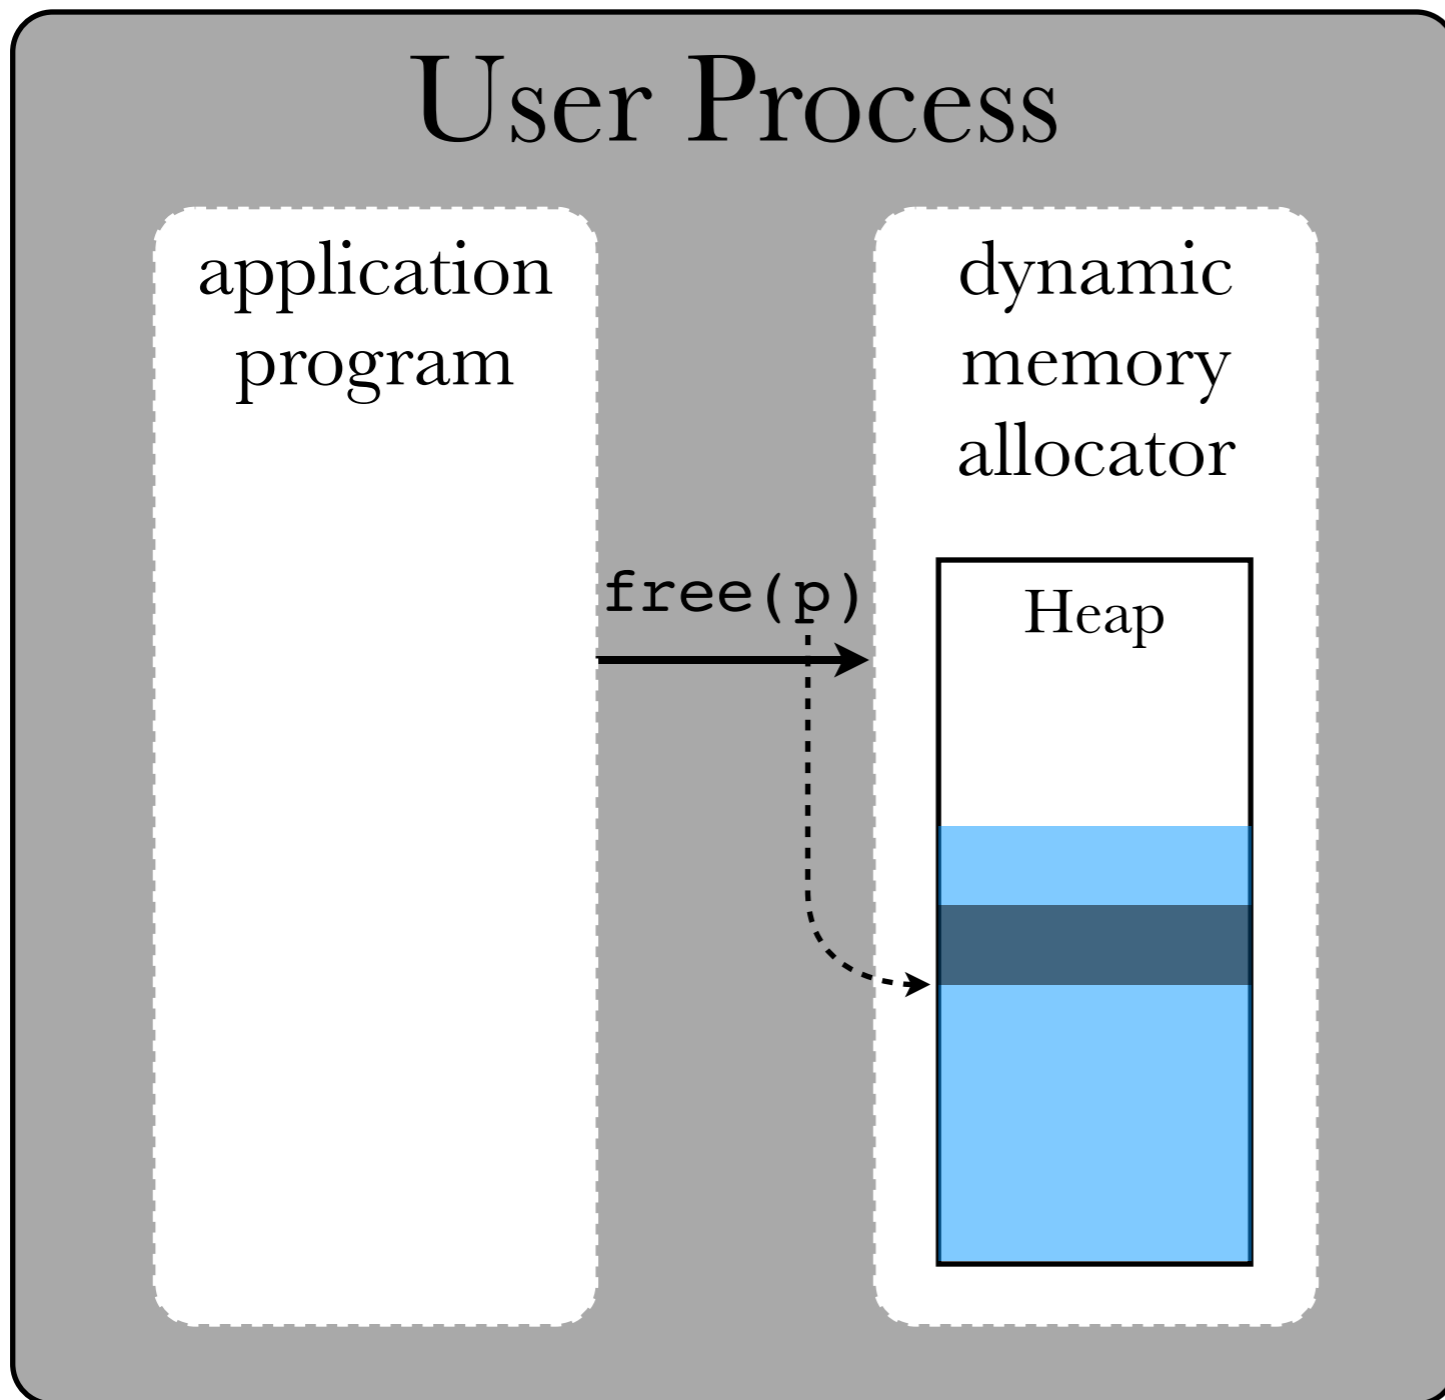 User Process
application
program
dynamic
memory
allocator
free(p)
Heap